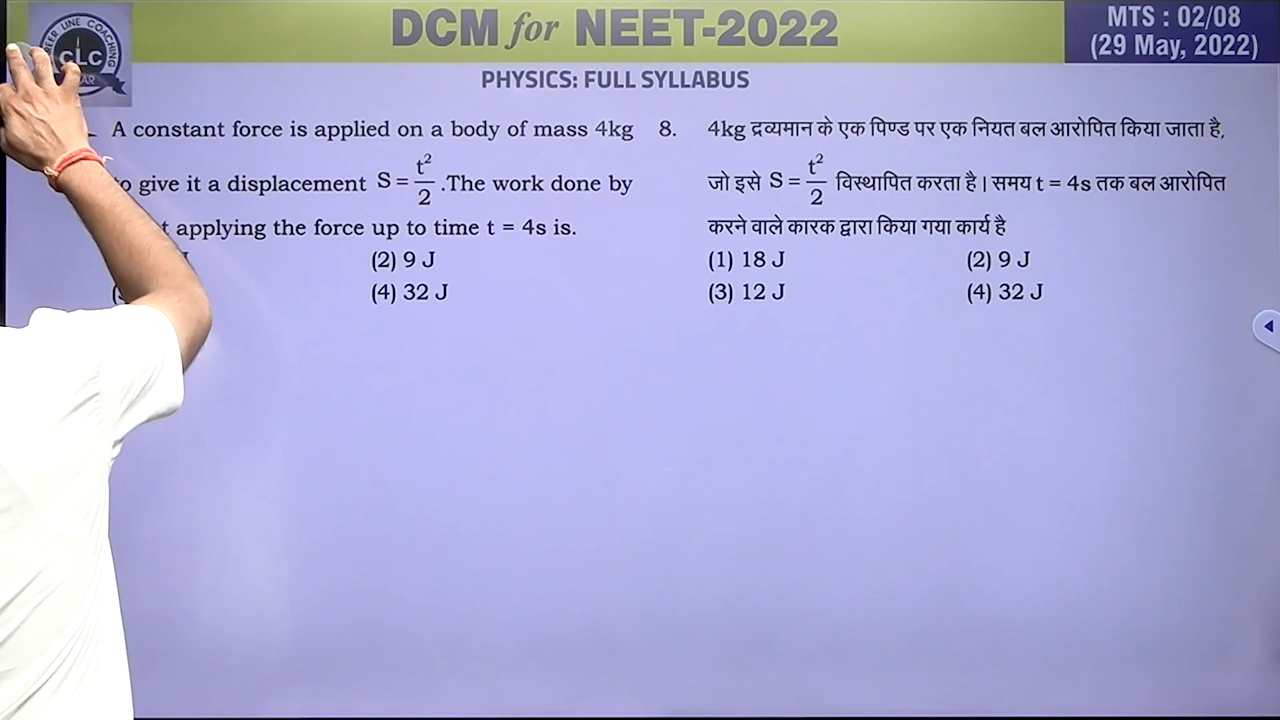 DCM for NEET-2022
MTS : 02/08
(29 May, 2022)
LINE COACHING
CLC
PHYSICS: FULL SYLLABUS
A constant force is applied on a body of mass 4kg
to give it a displacement S = t²/2 .The work done by
applying the force up to time t = 4s is.
(2) 9 J
(4) 32 J
8. 4kg द्रव्यमान के एक पिण्ड पर एक नियत बल आरोपित किया जाता है,
जो इसे S = t²/2 विस्थापित करता है। समय t = 4s तक बल आरोपित
करने वाले कारक द्वारा किया गया कार्य है
(1) 18 J (2) 9 J
(3) 12 J (4) 32 J